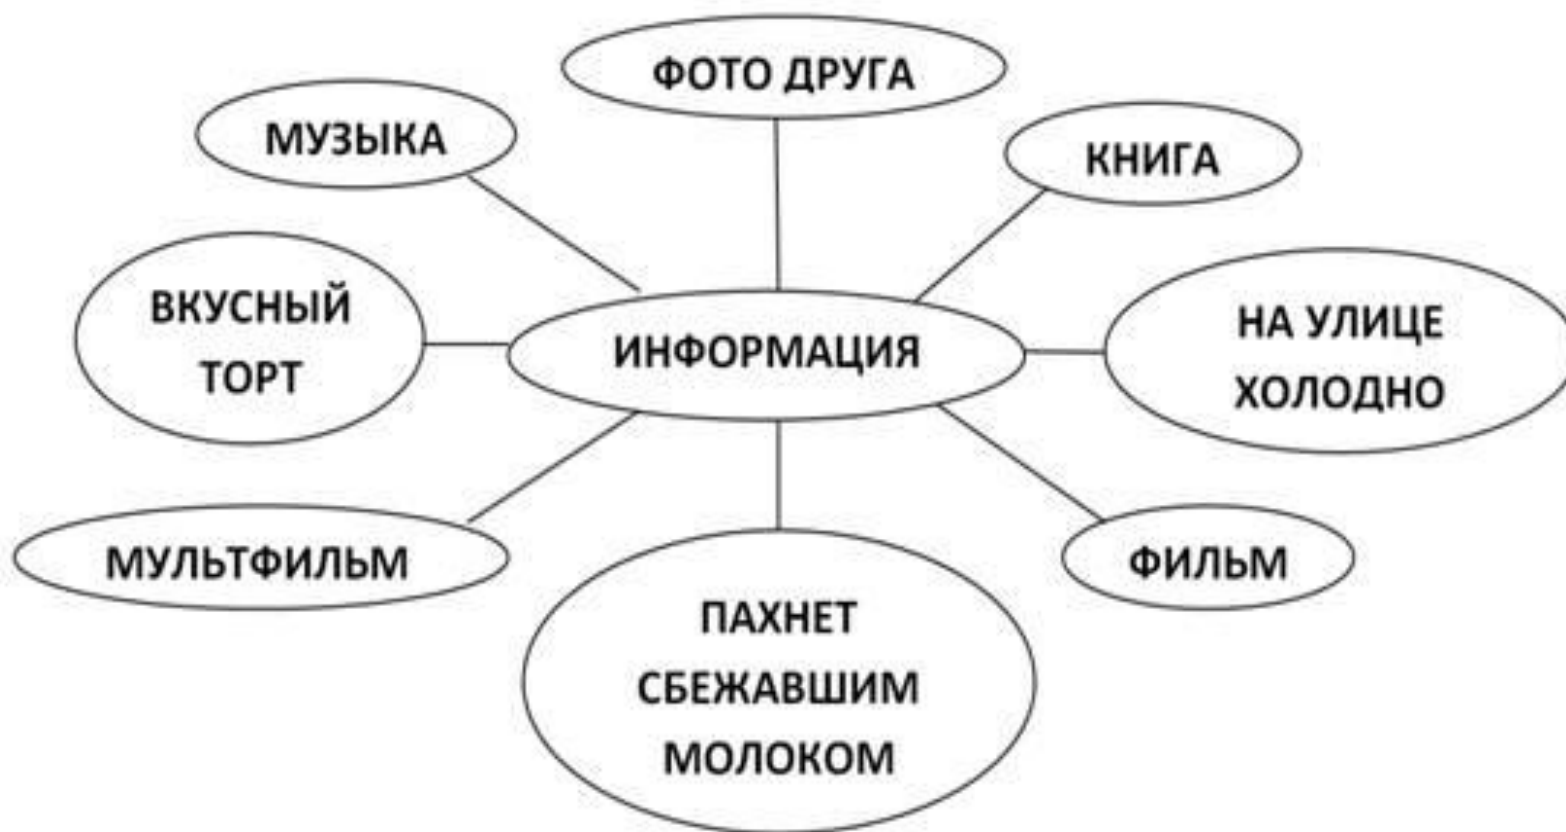 ФОТО ДРУГА
МУЗЫКА
КНИГА
ВКУСНЫЙ
ТОРТ
ИНФОРМАЦИЯ
НА УЛИЦЕ
ХОЛОДНО
МУЛЬТФИЛЬМ
ПАХНЕТ
СБЕЖАВШИМ
МОЛОКОМ
ФИЛЬМ